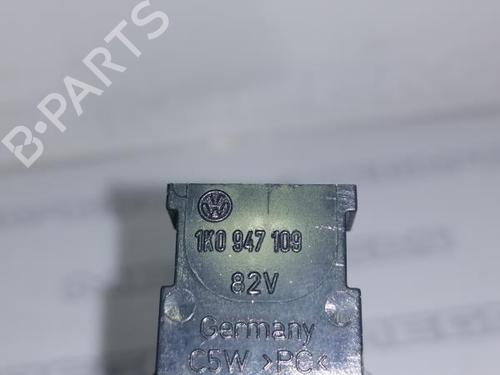 B-PARTS
1K0 947 109
82V
Germany
C5W >PC<